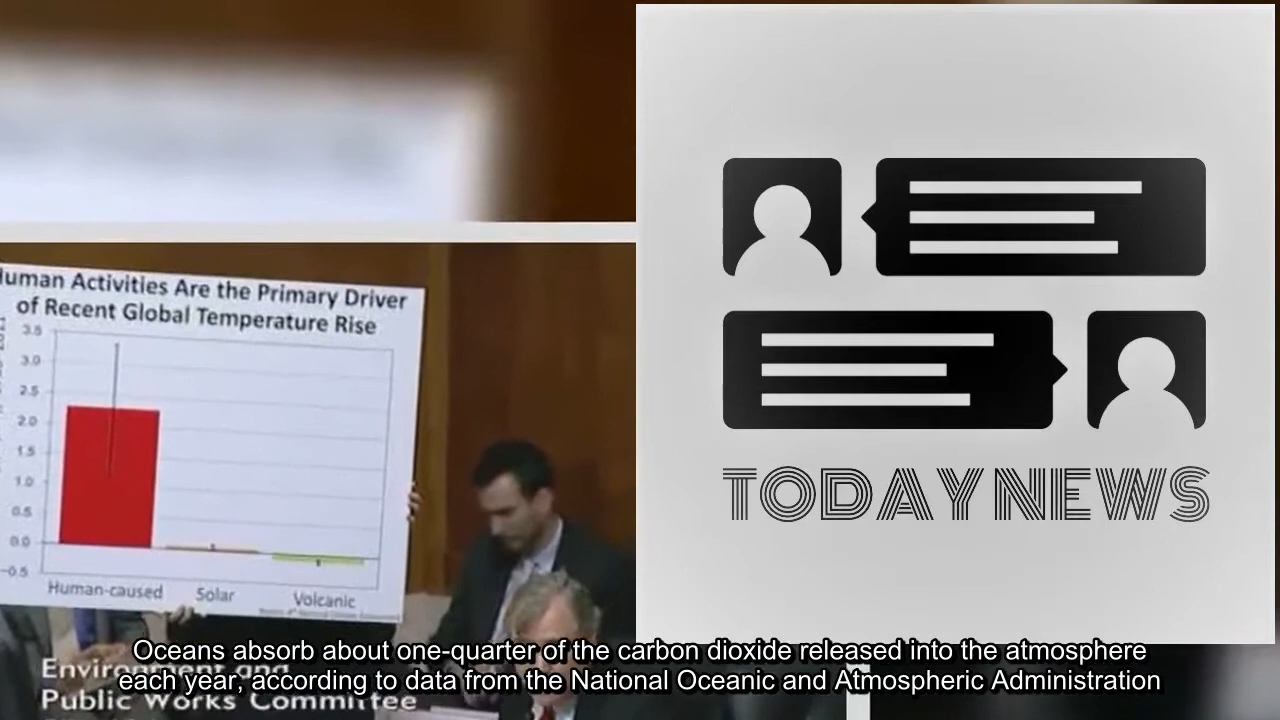 Human Activities Are the Primary Driver
of Recent Global Temperature Rise
3.5
3.0
2.5
2.0
1.5
1.0
0.5
0.0
-0.5
Human-caused Solar Volcanic
TODAY NEWS
Oceans absorb about one-quarter of the carbon dioxide released into the atmosphere
each year, according to data from the National Oceanic and Atmospheric Administration
Environment and
Public Works Committee